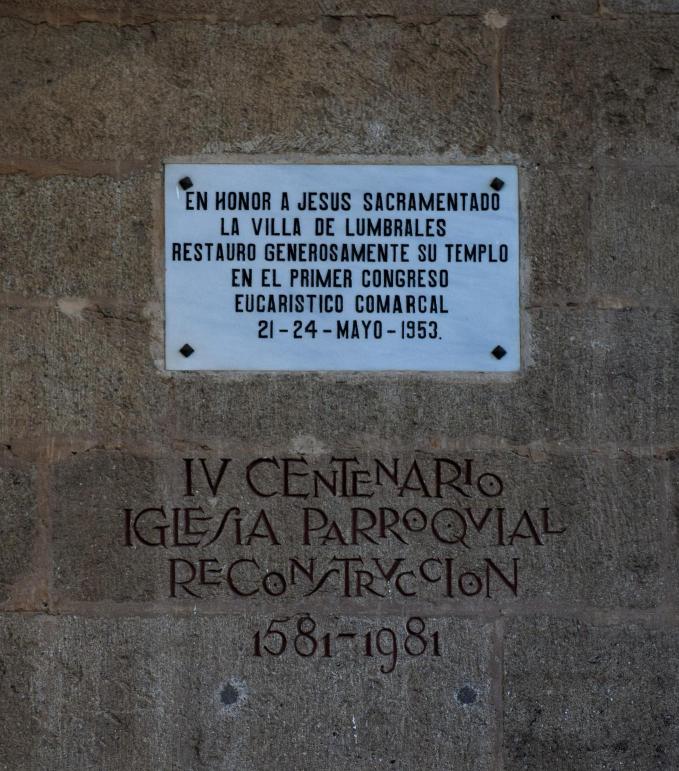 EN HONOR A JESUS SACRAMENTADO
LA VILLA DE LUMBRALES
RESTAURO GENEROSAMENTE SU TEMPLO
EN EL PRIMER CONGRESO
EUCARISTICO COMARCAL
21-24-MAYO-1953.
IV CENTENARIO
IGLESIA PARROQVIAL
RECONSTRVCCION
1581-1981